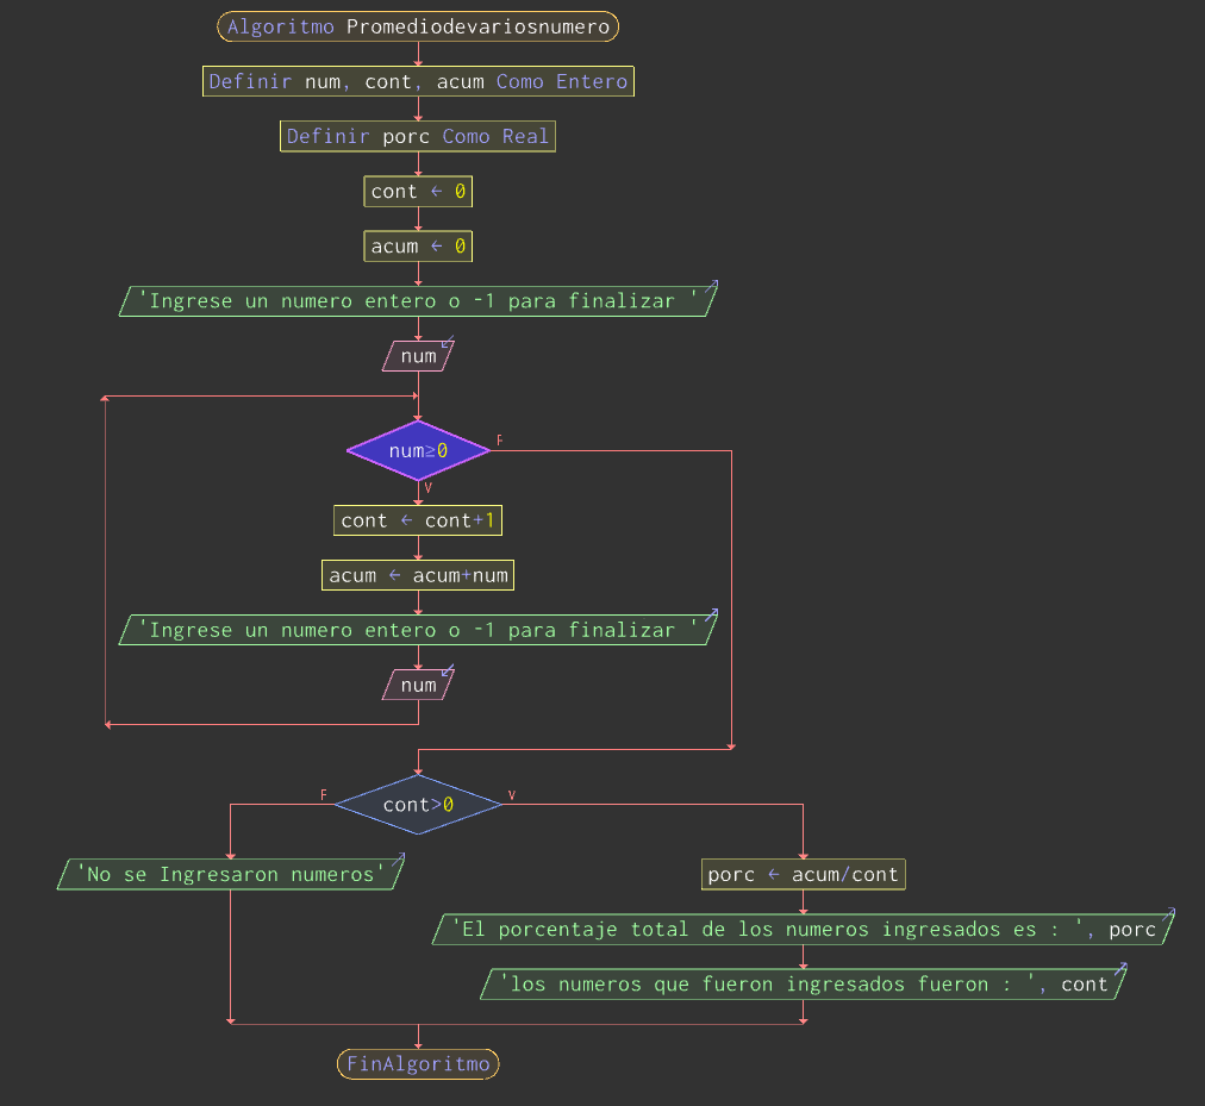 Algoritmo Promediodevariosnumero
Definir num, cont, acum Como Entero
Definir porc Como Real
cont ← 0
acum ← 0
'Ingrese un numero entero o -1 para finalizar '
num
num≥0
F
V
cont ← cont+1
acum ← acum+num
'Ingrese un numero entero o -1 para finalizar '
num
cont>0
F
V
'No se Ingresaron numeros'
porc ← acum/cont
'El porcentaje total de los numeros ingresados es : ', porc
'los numeros que fueron ingresados fueron : ', cont
FinAlgoritmo